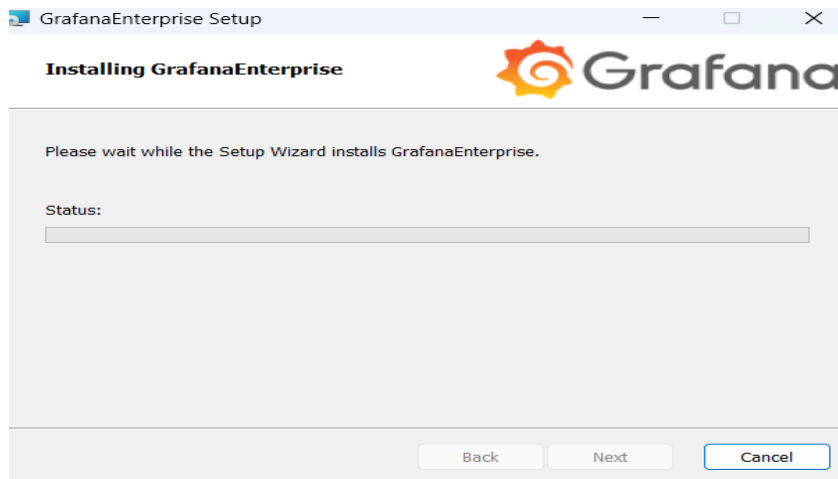 GrafanaEnterprise Setup
Installing GrafanaEnterprise
Grafana
Please wait while the Setup Wizard installs GrafanaEnterprise.
Status:
Back Next Cancel